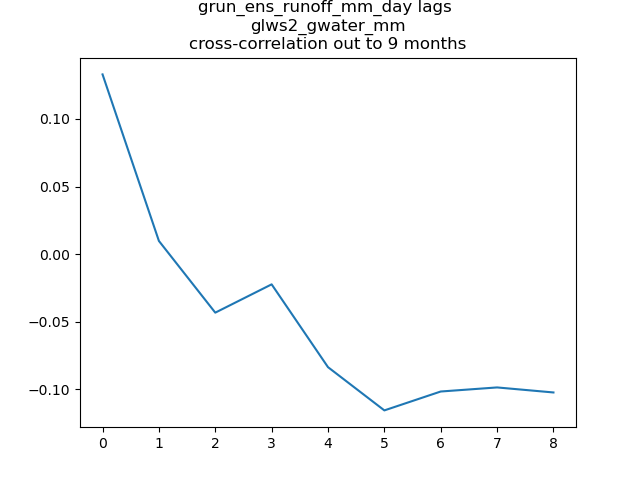 grun_ens_runoff_mm_day lags
glws2_gwater_mm
cross-correlation out to 9 months
0.10
0.05
0.00
−0.05
−0.10
0 1 2 3 4 5 6 7 8